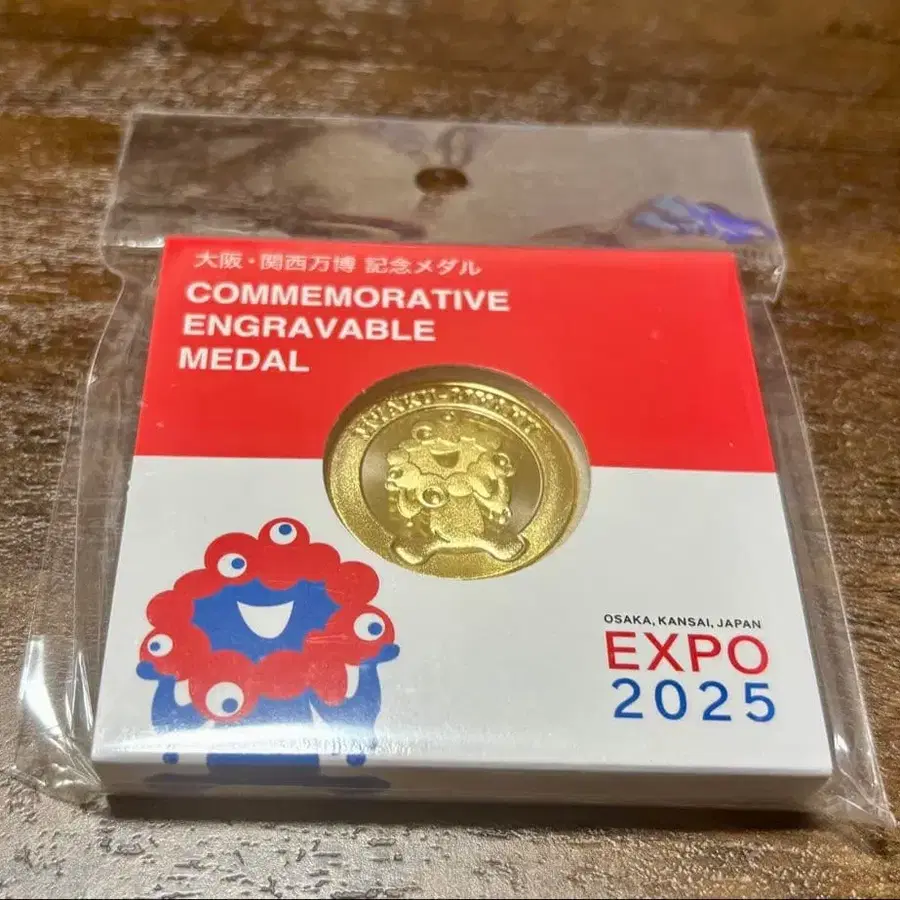 大阪・関西万博 記念メダル
COMMEMORATIVE
ENGRAVABLE
MEDAL
OSAKA, KANSAI, JAPAN
EXPO
2025